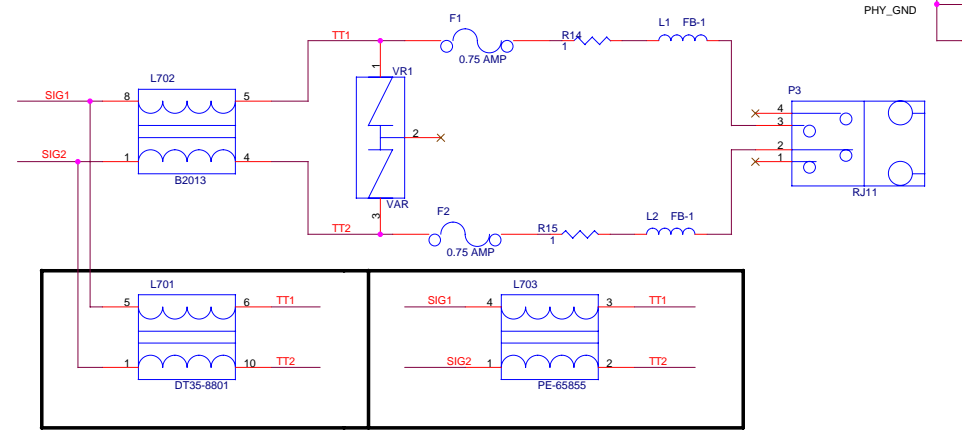 PHY_GND
F1
L1 FB-1
TT1
R14
1
0.75 AMP
L702
1
VR1
P3
SIG1
8
5
4
3
2
SIG2
1
4
2
1
B2013
RJ11
VAR
3
F2
L2 FB-1
TT2
R15
1
0.75 AMP
L701
L703
5
6
TT1
SIG1
4
3
TT1
1
10
TT2
SIG2
1
2
TT2
DT35-8801
PE-65855